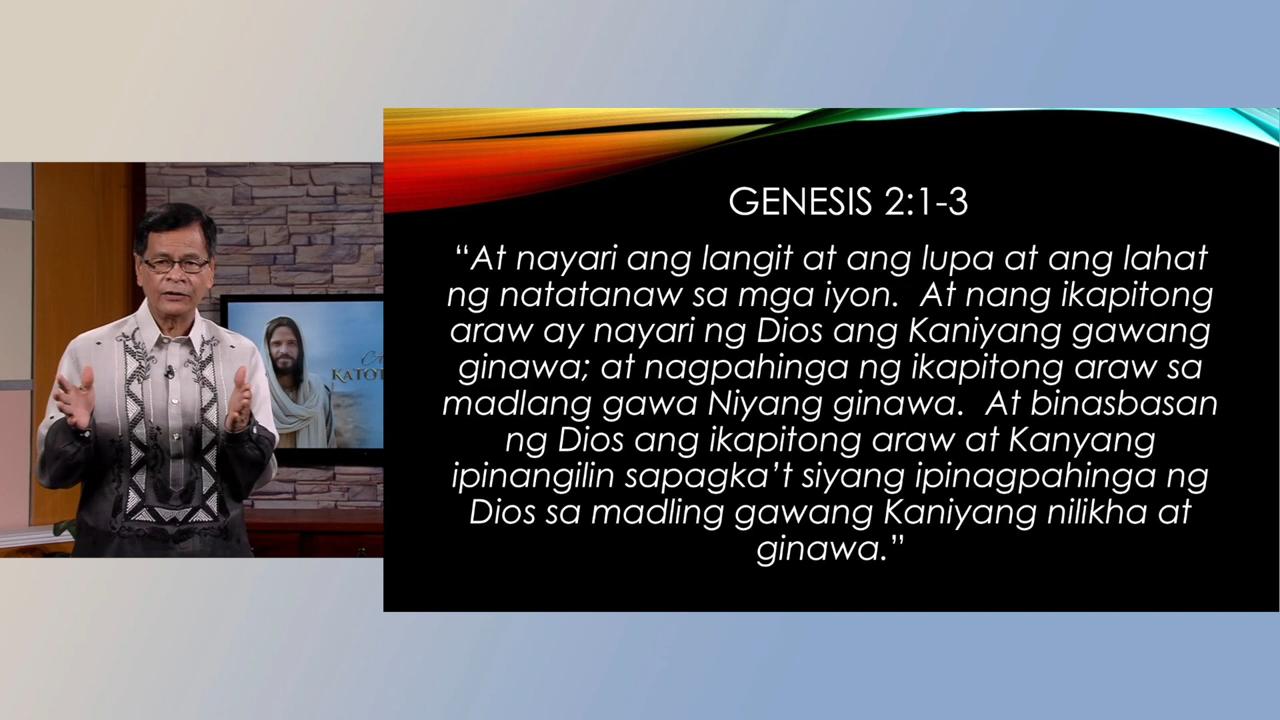 GENESIS 2:1-3
“At nayari ang langit at ang lupa at ang lahat
ng natatanaw sa mga iyon.  At nang ikapitong
araw ay nayari ng Dios ang Kaniyang gawang
ginawa; at nagpahinga ng ikapitong araw sa
madlang gawa Niyang ginawa.  At binasbasan
ng Dios ang ikapitong araw at Kanyang
ipinangilin sapagka’t siyang ipinagpahinga ng
Dios sa madling gawang Kaniyang nilikha at
ginawa.”